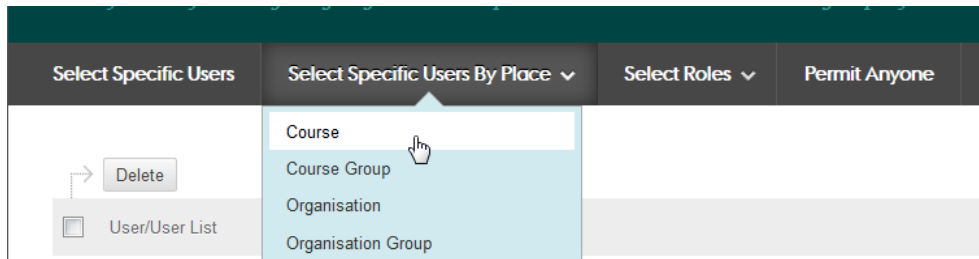 Select Specific Users Select Specific Users By Place Select Roles Permit Anyone
Course
Course Group
Delete
Organisation
User/User List
Organisation Group